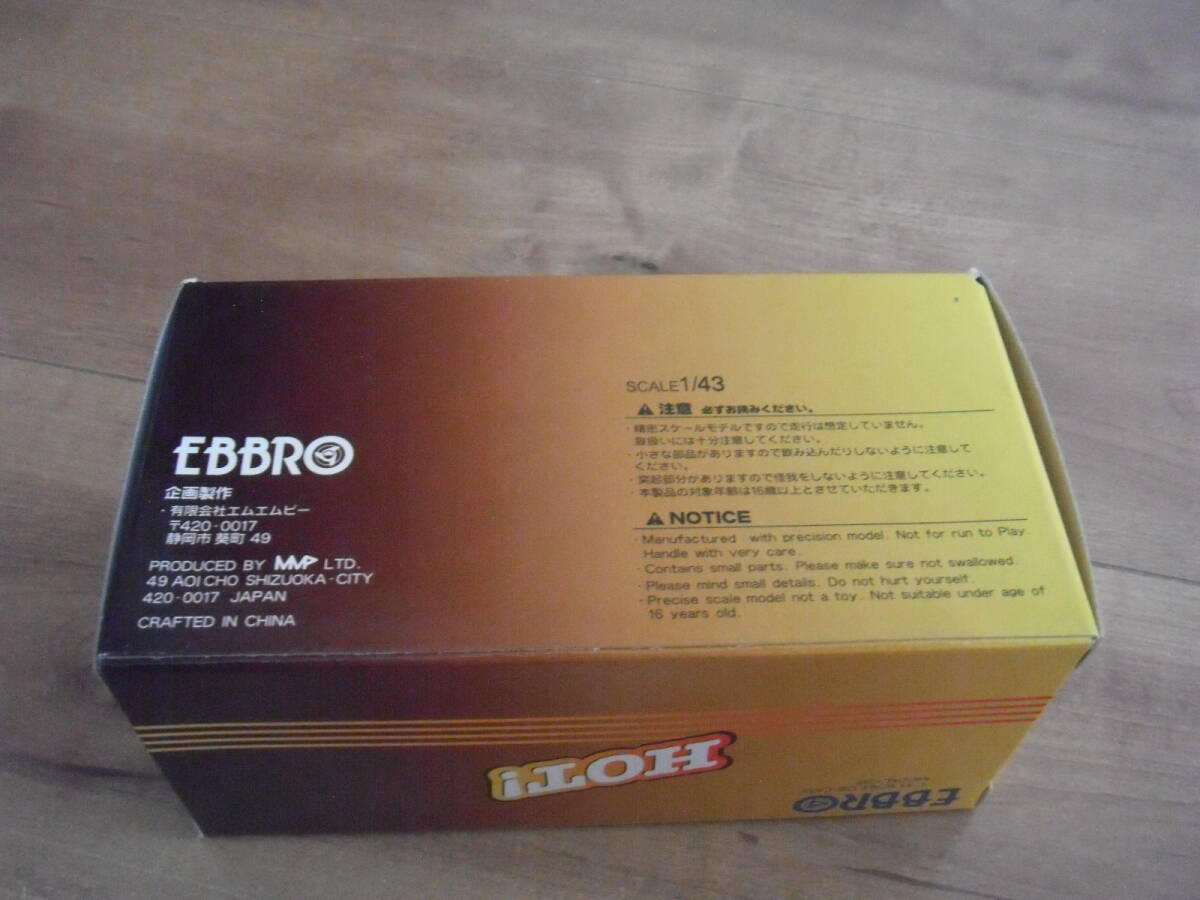 EBBRO
企画製作
・有限会社エムエムピー
〒420-0017
静岡市 葵町 49
PRODUCED BY MMP LTD.
49 AOI CHO SHIZUOKA-CITY
420-0017 JAPAN
CRAFTED IN CHINA
SCALE1/43
注意 必ずお読みください。
・精密スケールモデルですので走行は想定していません。
取扱いには十分注意してください。
・小さな部品がありますので飲み込んだりしないように注意して
ください。
・突起部分がありますので怪我をしないように注意してください。
・本製品の対象年齢は16歳以上とさせていただきます。
NOTICE
・Manufactured with precision model. Not for run to Play.
Handle with very care.
・Contains small parts. Please make sure not swallowed.
・Please mind small details. Do not hurt yourself.
・Precise scale model not a toy. Not suitable under age of
16 years old.
HOT!
EBBRO